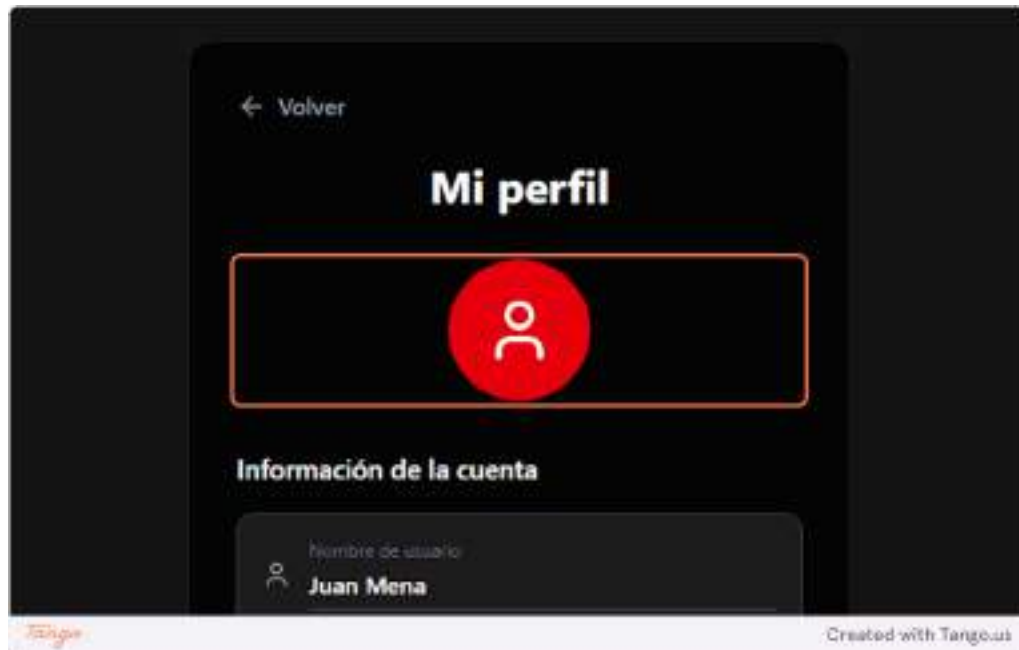 ← Volver
Mi perfil
Información de la cuenta
Nombre de usuario
Juan Mena
Tango
Created with Tango.us